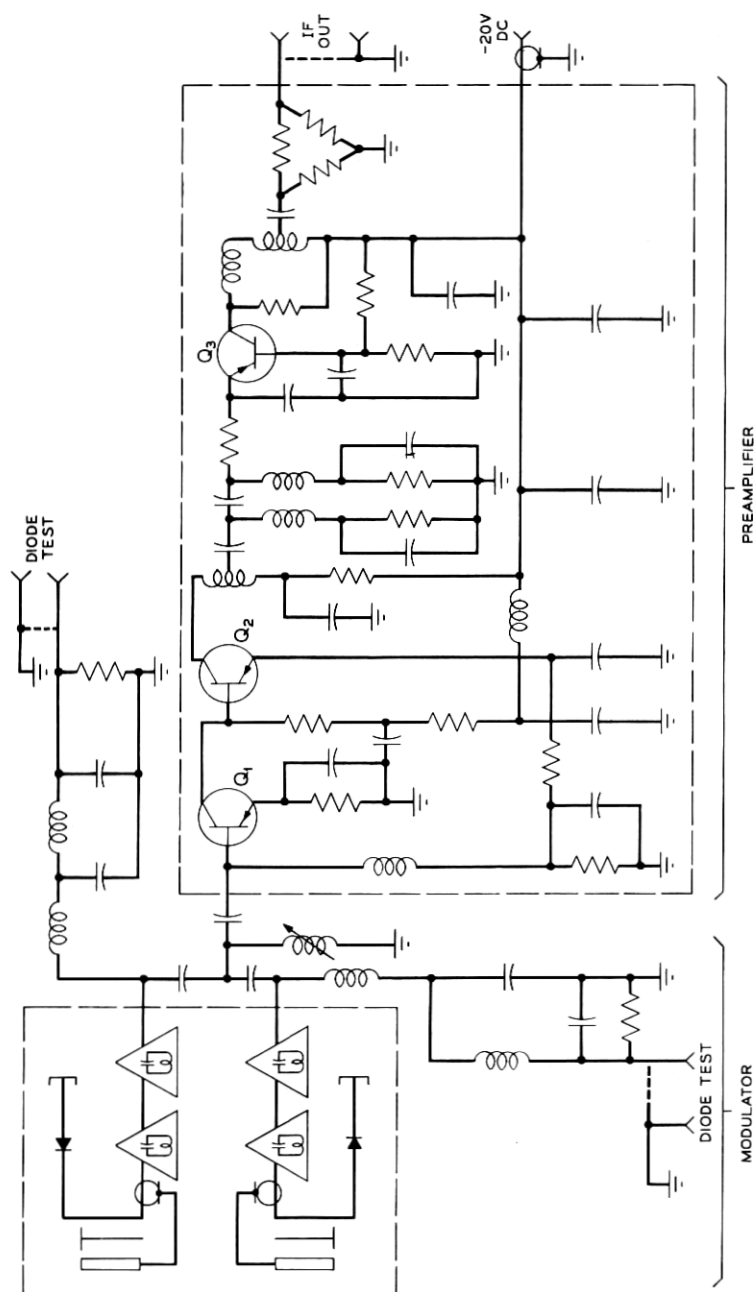 IF
OUT
-20V
DC
Q3
DIODE
TEST
Q2
Q1
PREAMPLIFIER
DIODE TEST
MODULATOR